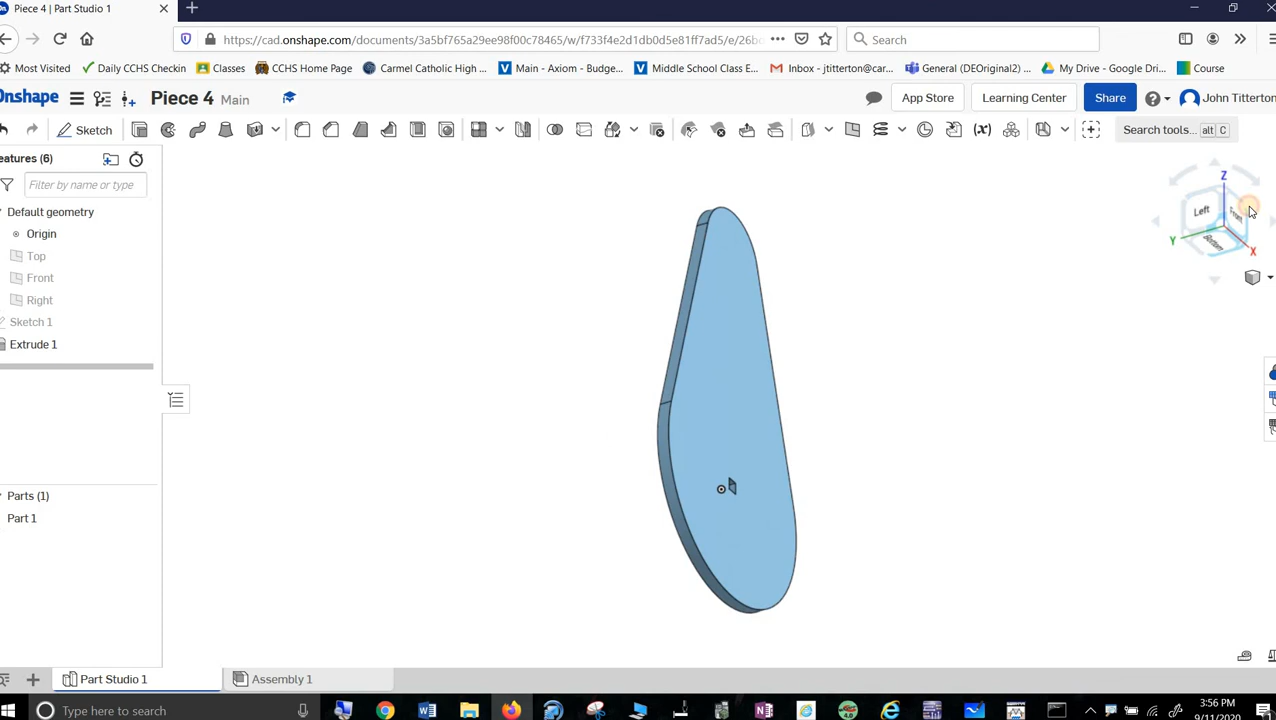 Piece 4 | Part Studio 1
https://cad.onshape.com/documents/3a5bf765a29ee98f00c78465/w/f733f4e2d1db0d5e81ff7ad5/e/26b
Search
Most Visited Daily CCHS Checkin Classes CCHS Home Page Carmel Catholic High ... Main - Axiom - Budge... Middle School Class E... Inbox - jtitterton@car... General (DEOriginal2) ... My Drive - Google Dri... Course
Onshape Piece 4 Main App Store Learning Center Share John Titterton
Sketch (x) Search tools... alt C
eatures (6)
Filter by name or type
Default geometry
Origin
Top
Front
Right
Sketch 1
Extrude 1
Parts (1)
Part 1
Z
Left Front
Y Bottom X
Part Studio 1 Assembly 1
Type here to search
3:56 PM
9/11/2020